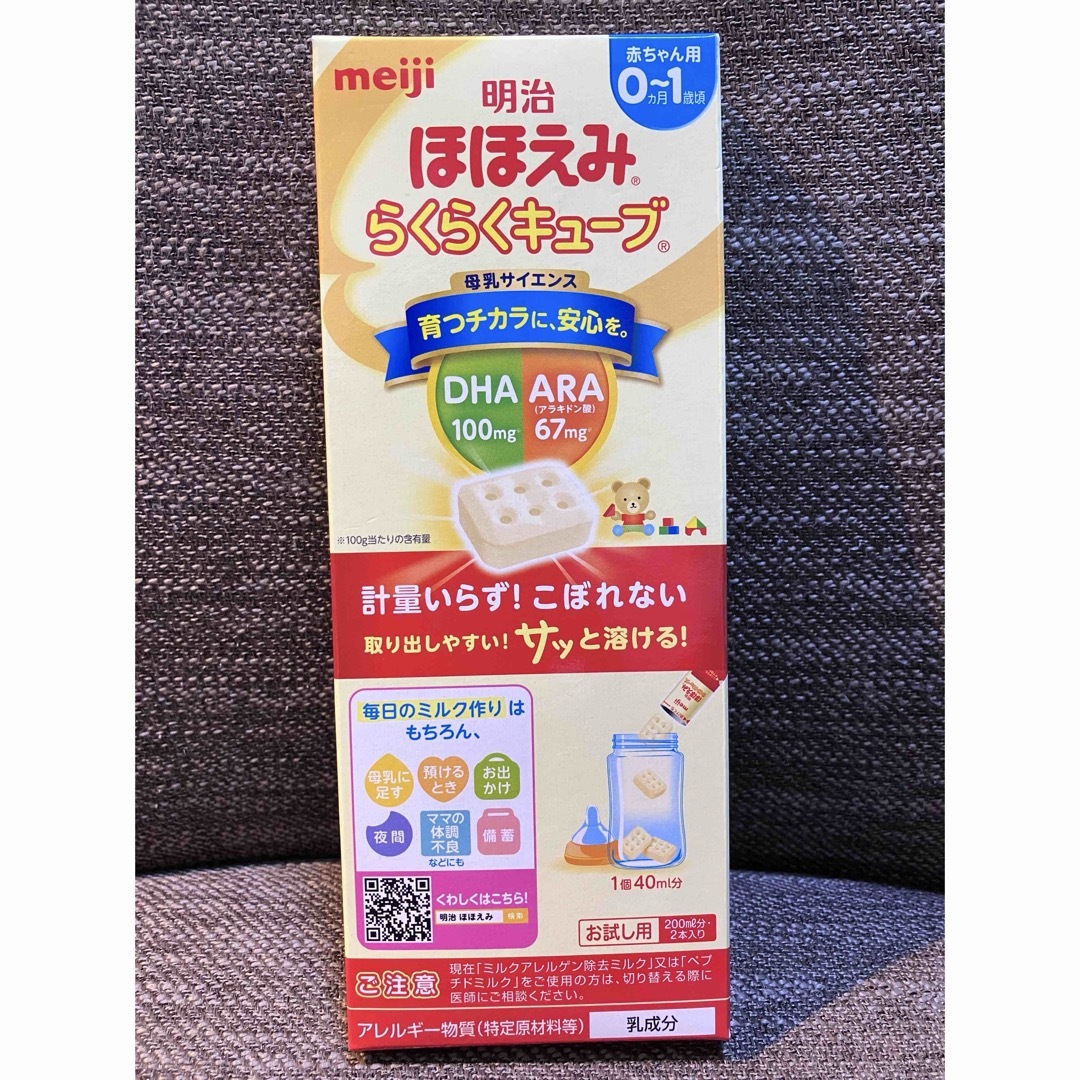 meiji
赤ちゃん用
0ヵ月~1歳頃
明治
ほほえみ®
らくらくキューブ®
母乳サイエンス
育つチカラに、安心を。
DHA ARA
(アラキドン酸)
100mg※ 67mg※
※100g当たりの含有量
計量いらず!こぼれない
取り出しやすい!サッと溶ける!
毎日のミルク作りは
もちろん、
母乳に
足す
預ける
とき
お出
かけ
夜間
ママの
体調
不良
などにも
備蓄
くわしくはこちら!
明治 ほほえみ 検索
meiji
ほほえみ
1個40ml分
お試し用
200ml分・
2本入り
ご注意
現在「ミルクアレルゲン除去ミルク」又は「ペプ
チドミルク」をご使用の方は、切り替える際に
医師にご相談ください。
アレルギー物質(特定原材料等) 乳成分